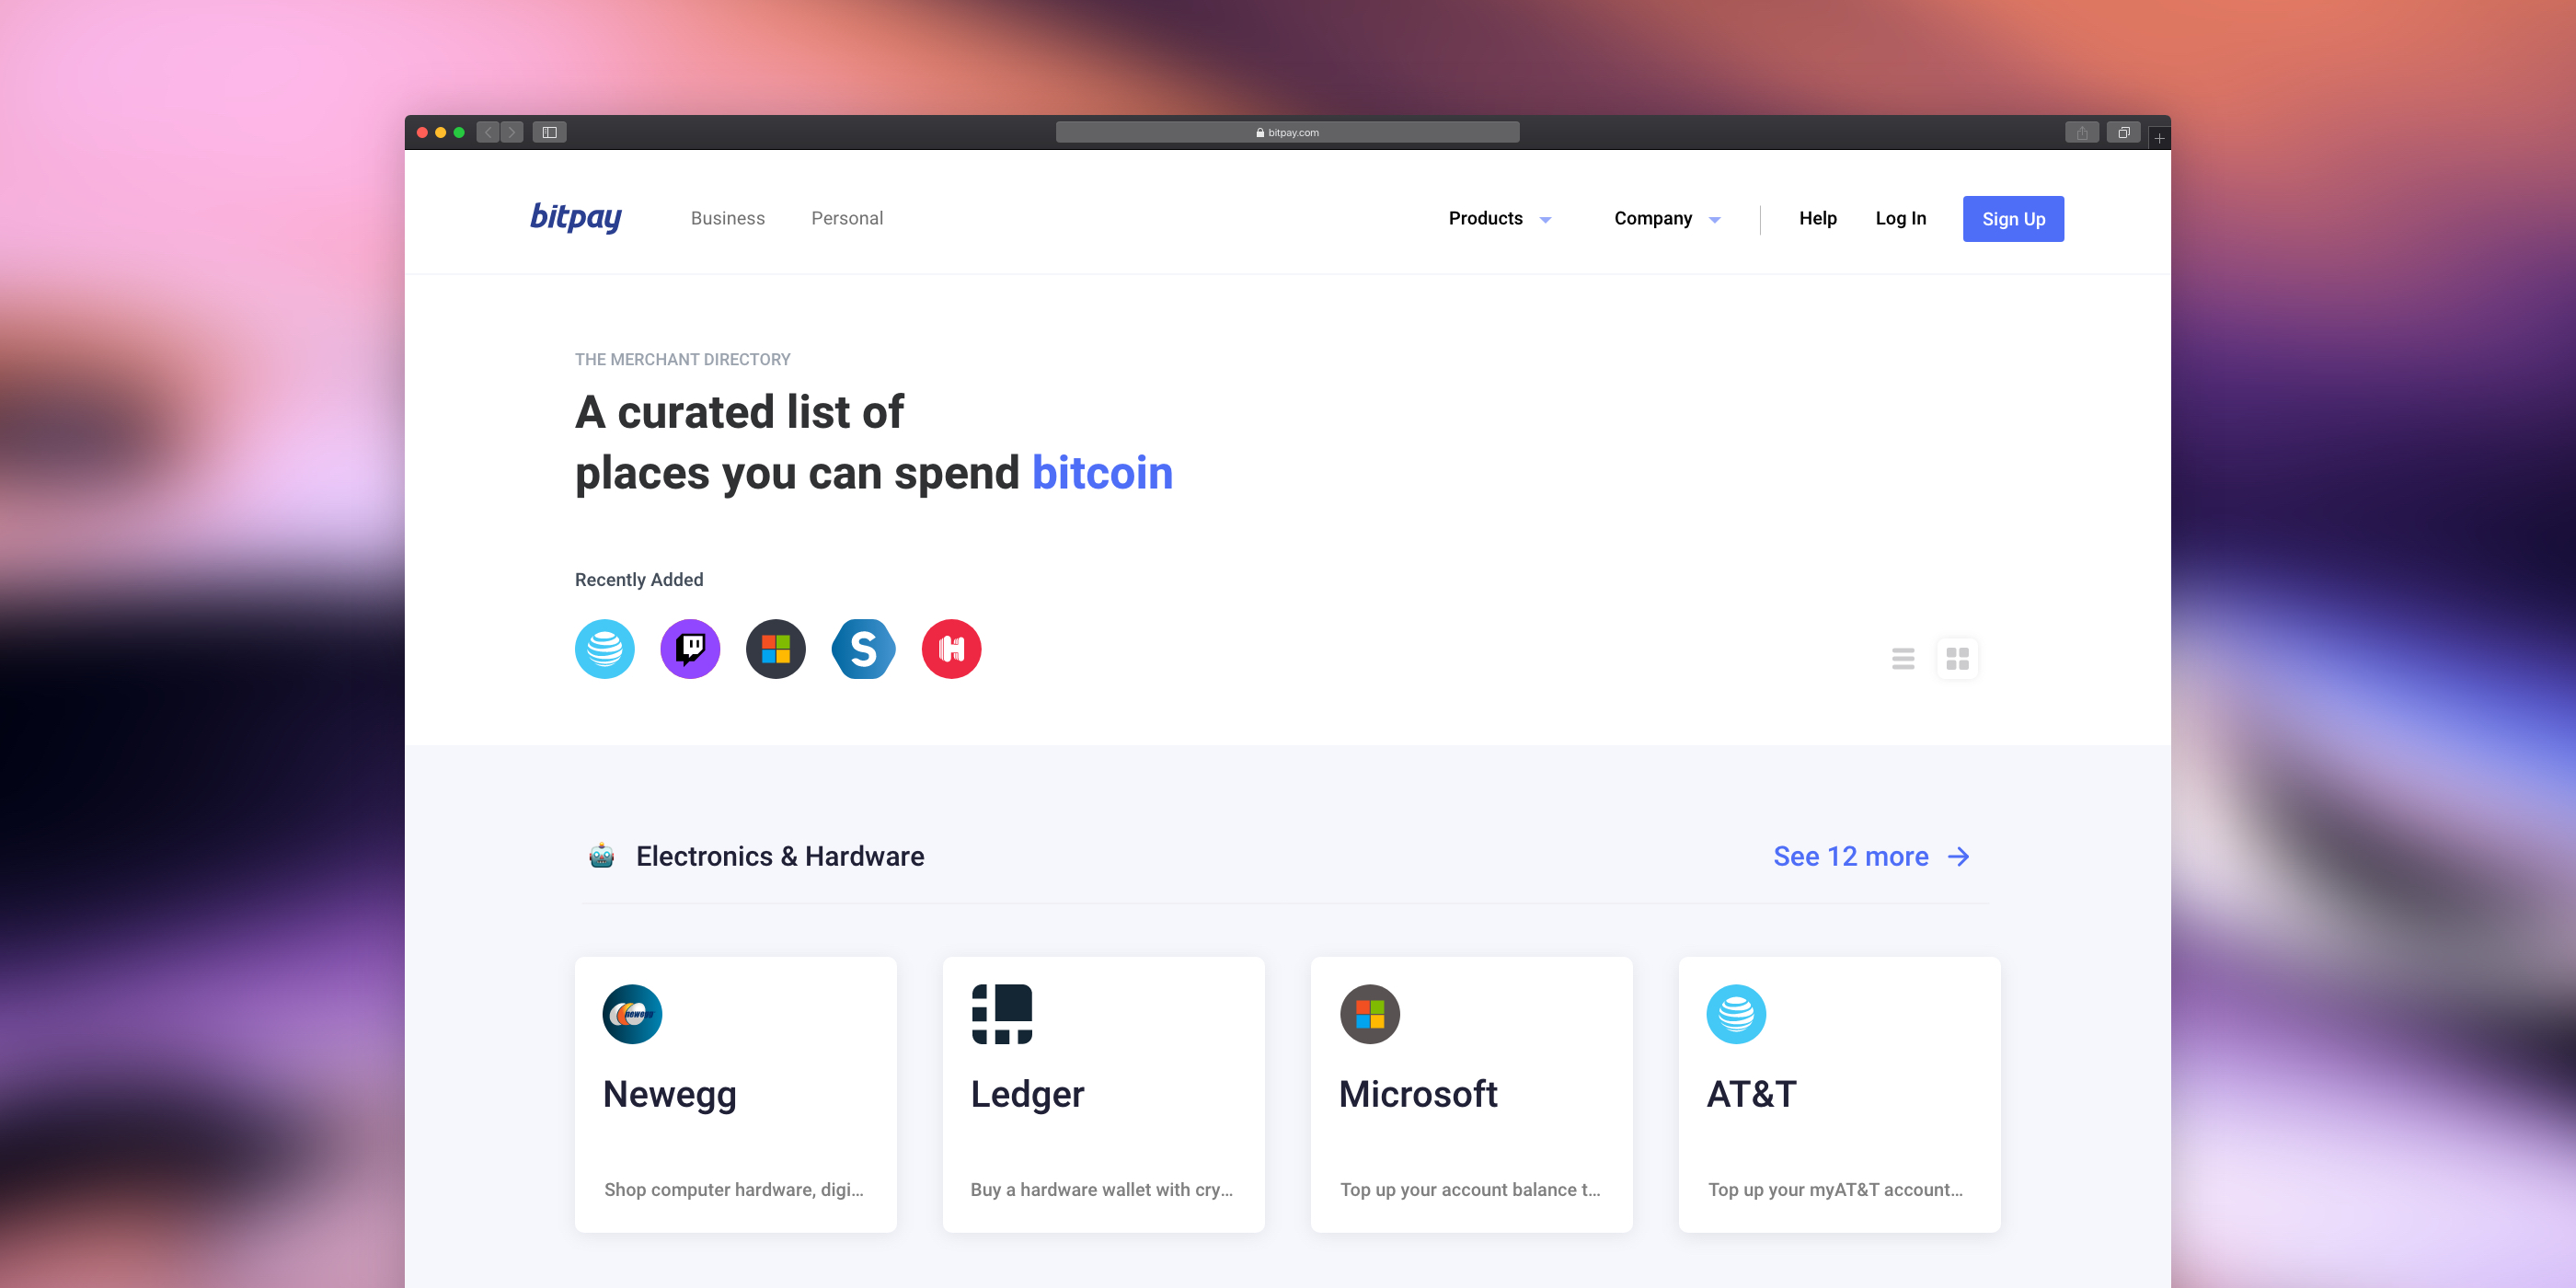 bitpay.com
bitpay Business Personal Products Company Help Log In Sign Up
THE MERCHANT DIRECTORY
A curated list of
places you can spend bitcoin
Recently Added
S H
Electronics & Hardware See 12 more
newegg
Newegg Ledger Microsoft AT&T
Shop computer hardware, digi... Buy a hardware wallet with cry... Top up your account balance t... Top up your myAT&T account...